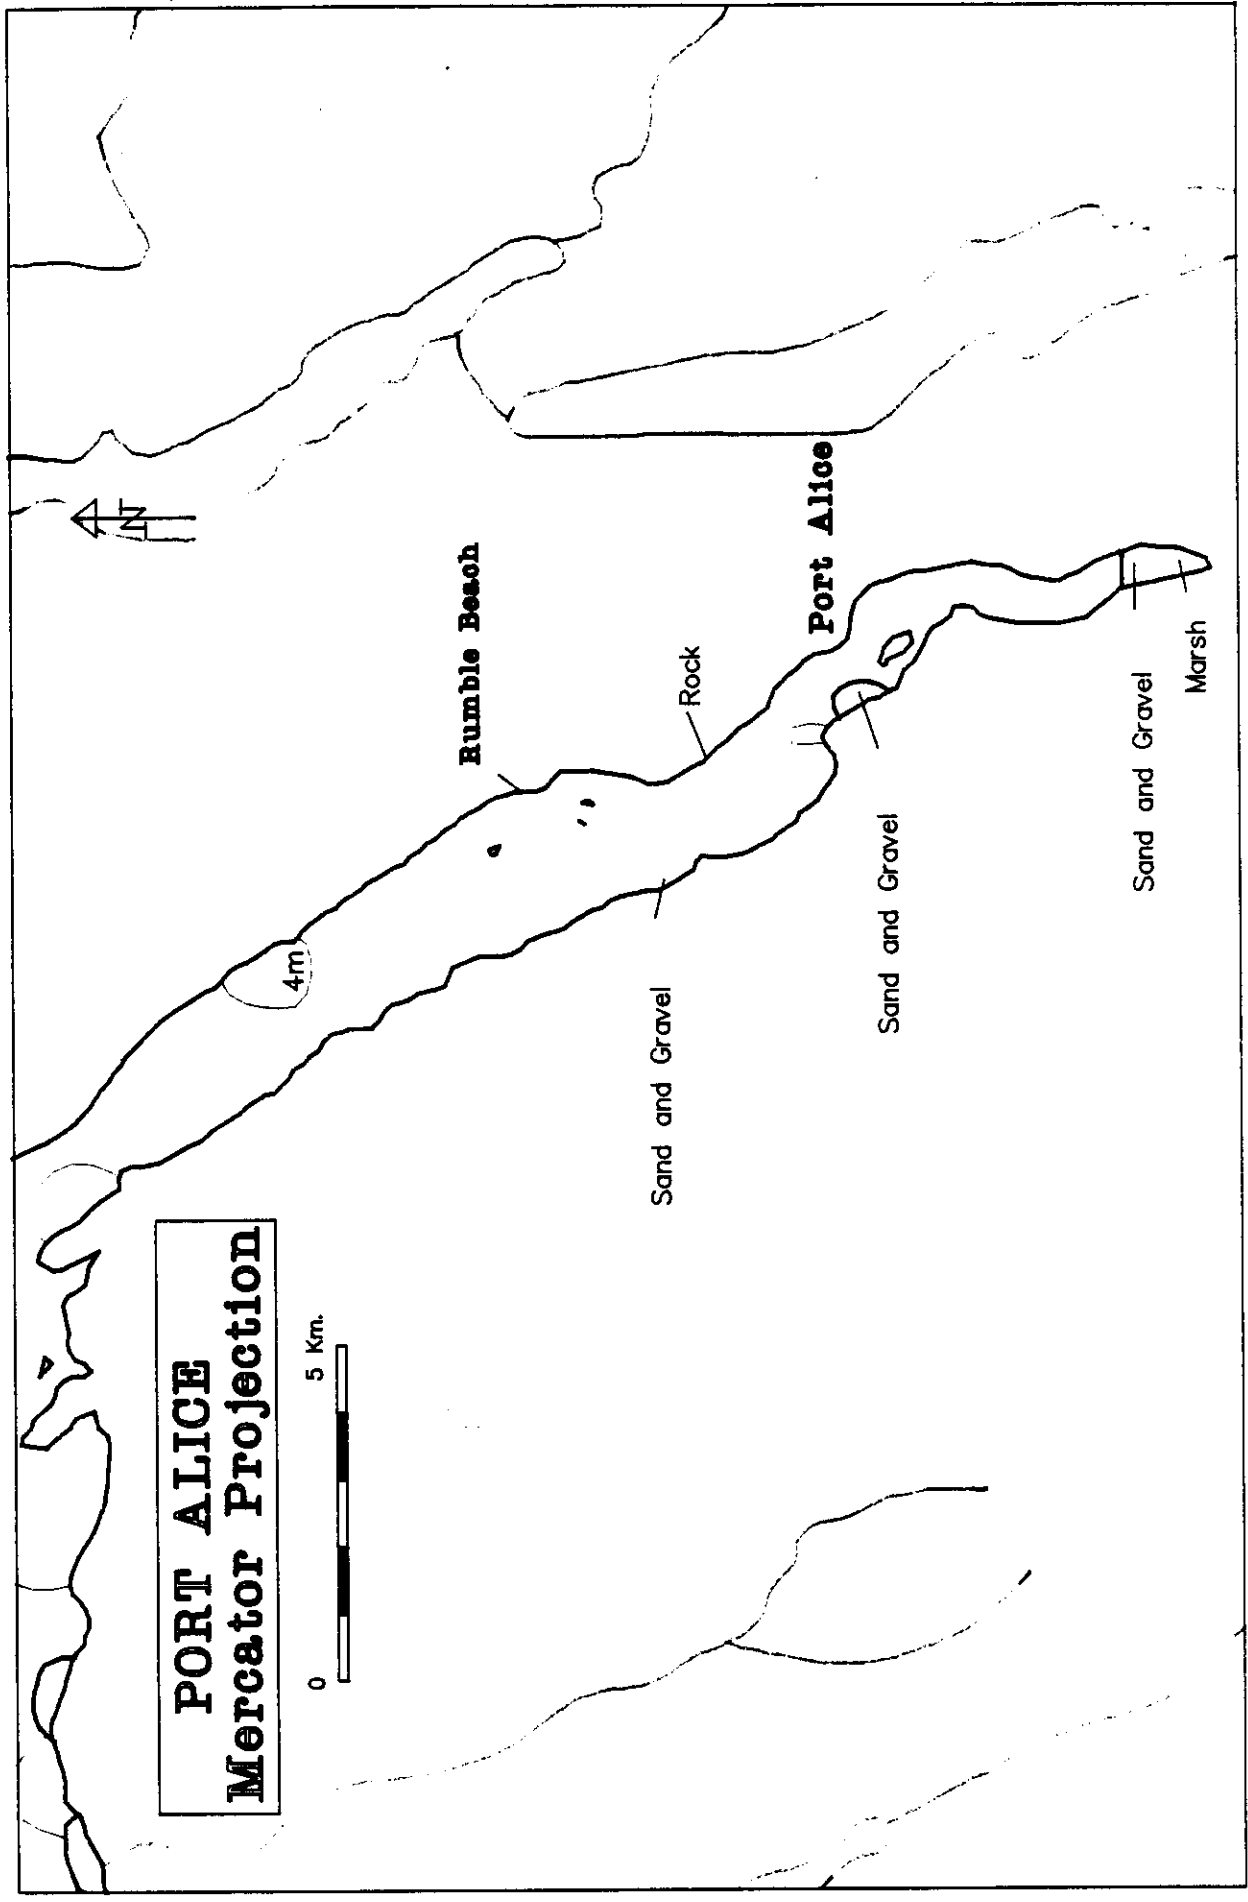 PORT ALICE
Mercator Projection
0 5 Km.
N
4m
Rumble Beach
Rock
Port Alice
Sand and Gravel
Sand and Gravel
Sand and Gravel
Marsh